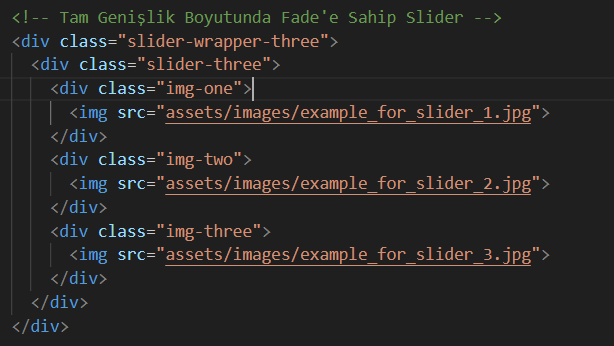 <!-- Tam Genişlik Boyutunda Fade'e Sahip Slider -->
<div class="slider-wrapper-three">
<div class="slider-three">
<div class="img-one">
<img src="assets/images/example_for_slider_1.jpg">
</div>
<div class="img-two">
<img src="assets/images/example_for_slider_2.jpg">
</div>
<div class="img-three">
<img src="assets/images/example_for_slider_3.jpg">
</div>
</div>
</div>